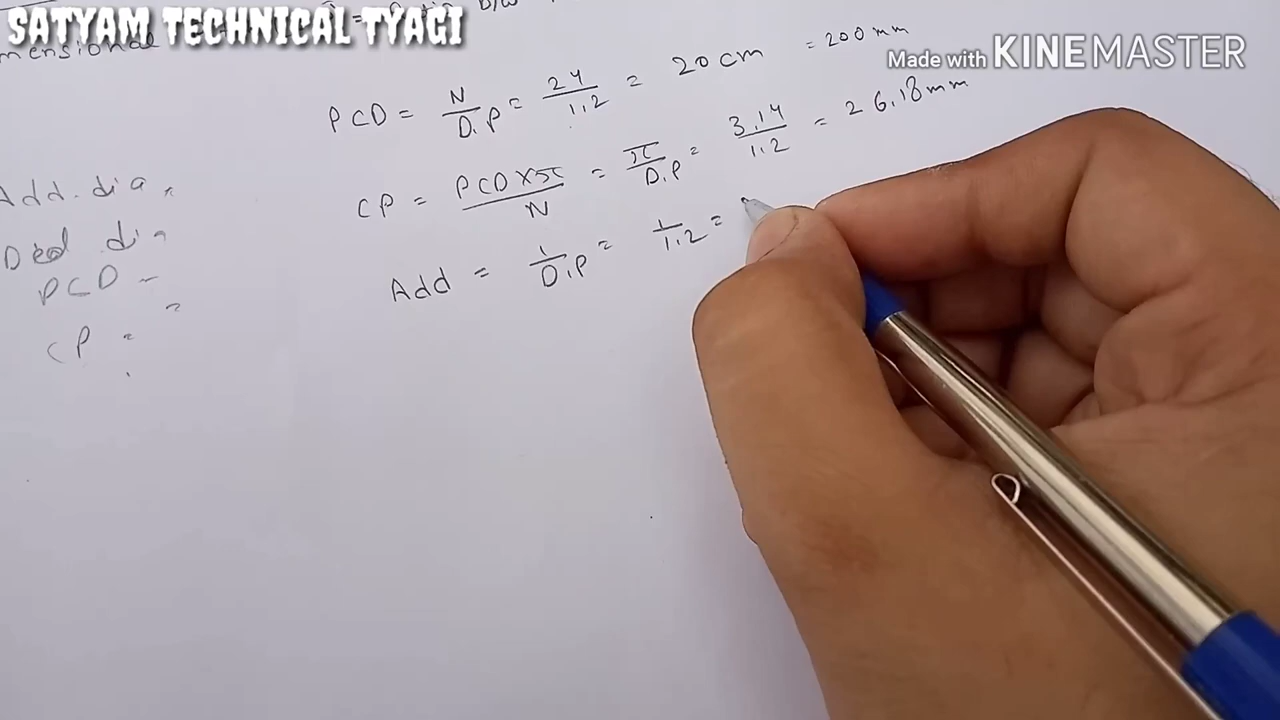 SATYAM TECHNICAL TYAGI
Made with KINEMASTER
mensional
PCD = N/D.P = 24/1.2 = 20 cm = 200 mm
CP = PCD×π/N = π/D.P = 3.14/1.2 = 26.18 mm
Add = 1/D.P = 1/1.2 =
Add. dia =
Ded dia
PCD -
CP =